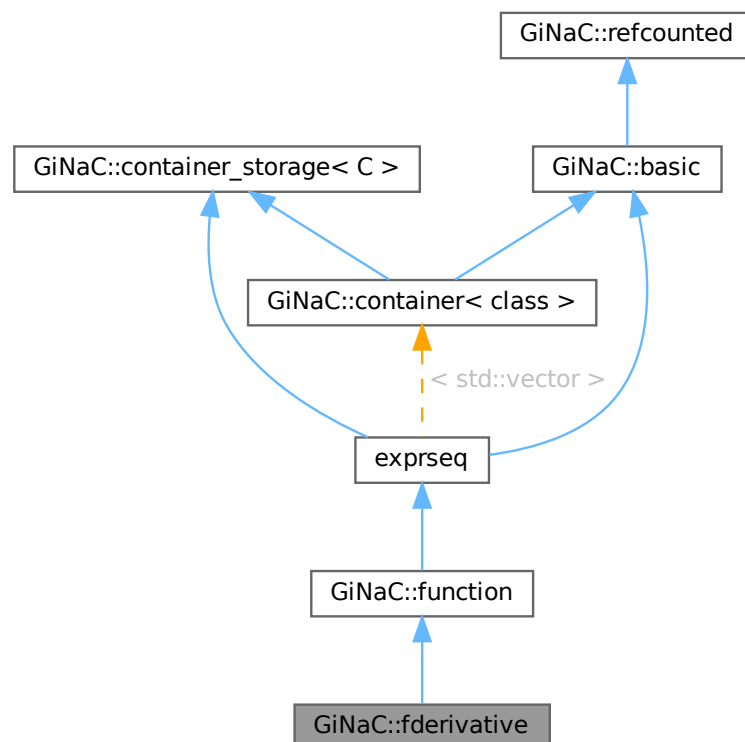 GiNaC::refcounted
GiNaC::container_storage< C >
GiNaC::basic
GiNaC::container< class >
< std::vector >
exprseq
GiNaC::function
GiNaC::fderivative